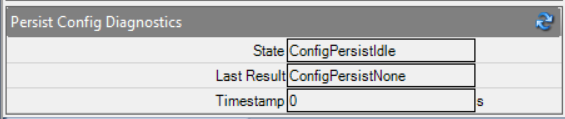 Persist Config Diagnostics
State ConfigPersistIdle
Last Result ConfigPersistNone
Timestamp 0 s